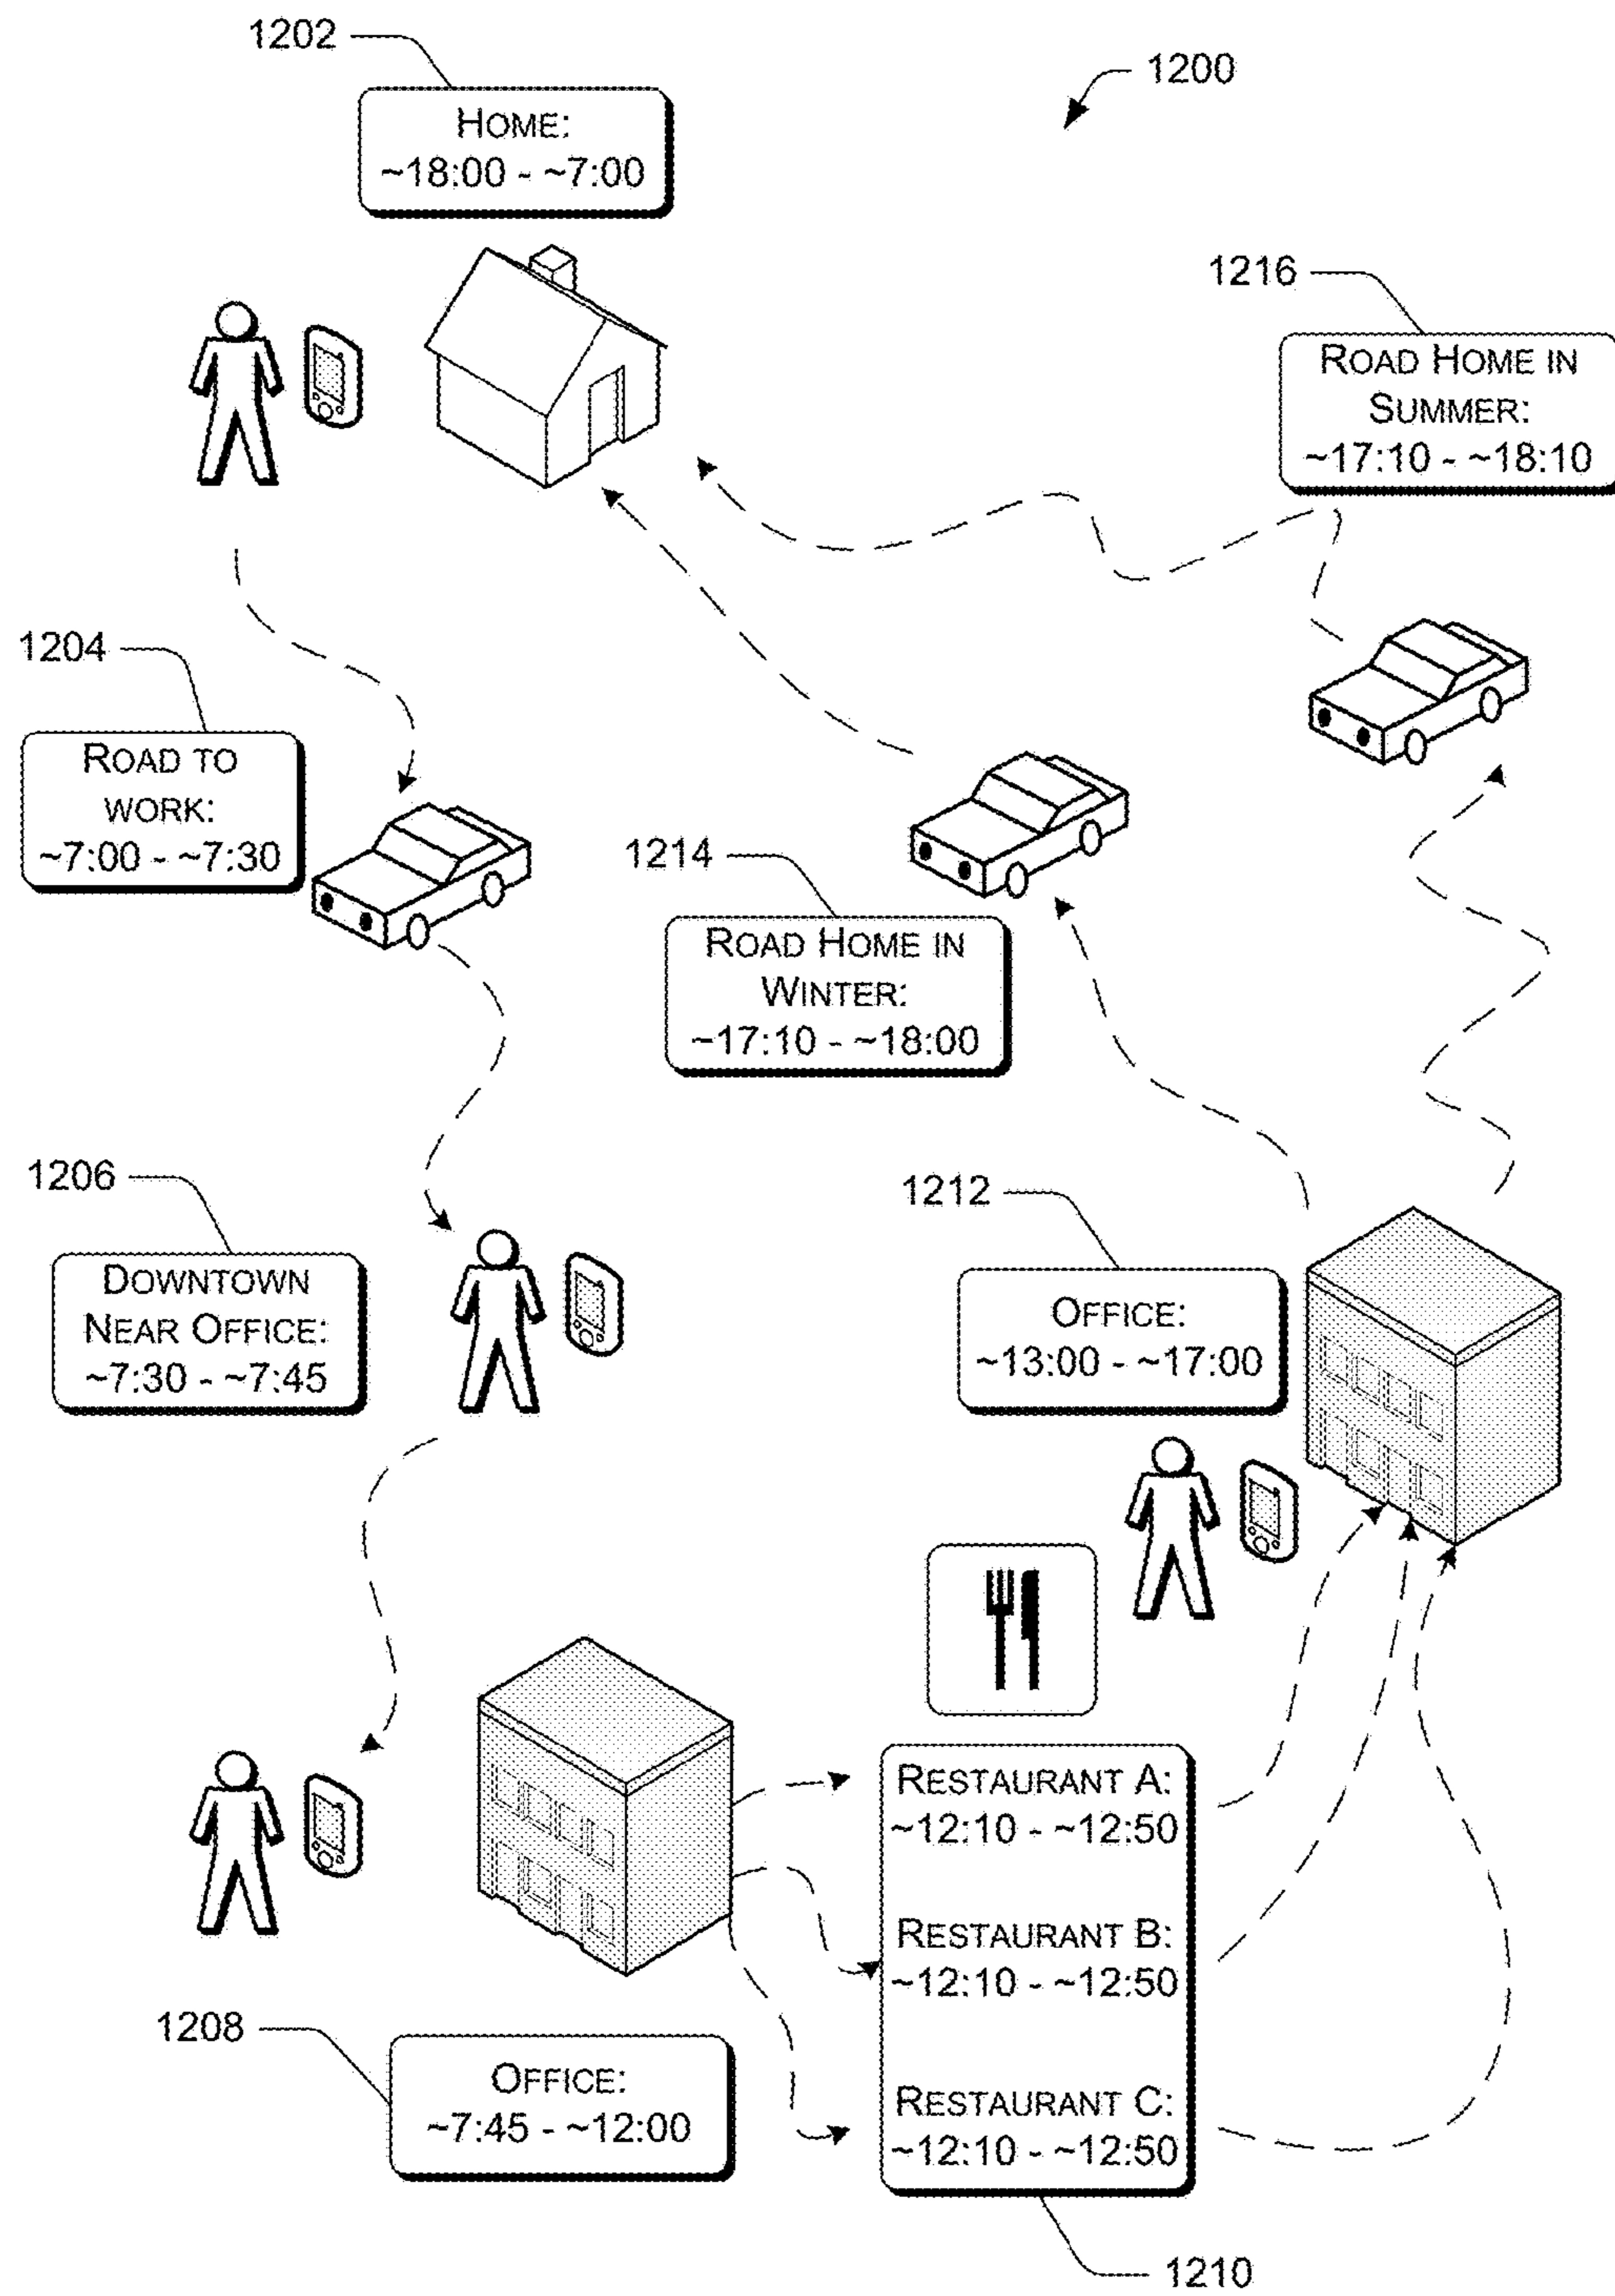 1202
1200
HOME:
~18:00 - ~7:00
1216
ROAD HOME IN
SUMMER:
~17:10 - ~18:10
1204
ROAD TO
WORK:
~7:00 - ~7:30
1214
ROAD HOME IN
WINTER:
~17:10 - ~18:00
1206
DOWNTOWN
NEAR OFFICE:
~7:30 - ~7:45
1212
OFFICE:
~13:00 - ~17:00
RESTAURANT A:
~12:10 - ~12:50
RESTAURANT B:
~12:10 - ~12:50
RESTAURANT C:
~12:10 - ~12:50
1208
OFFICE:
~7:45 - ~12:00
1210